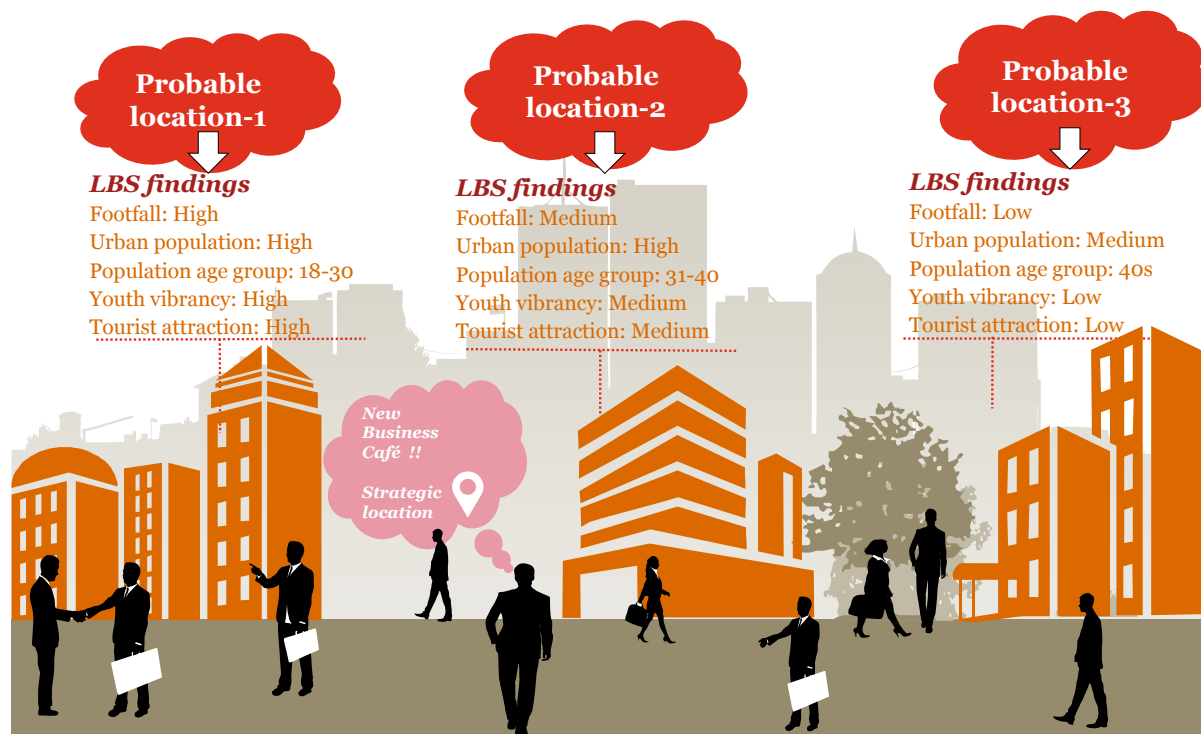 Probable
location-1
LBS findings
Footfall: High
Urban population: High
Population age group: 18-30
Youth vibrancy: High
Tourist attraction: High
Probable
location-2
LBS findings
Footfall: Medium
Urban population: High
Population age group: 31-40
Youth vibrancy: Medium
Tourist attraction: Medium
Probable
location-3
LBS findings
Footfall: Low
Urban population: Medium
Population age group: 40s
Youth vibrancy: Low
Tourist attraction: Low
New
Business
Café !!
Strategic
location